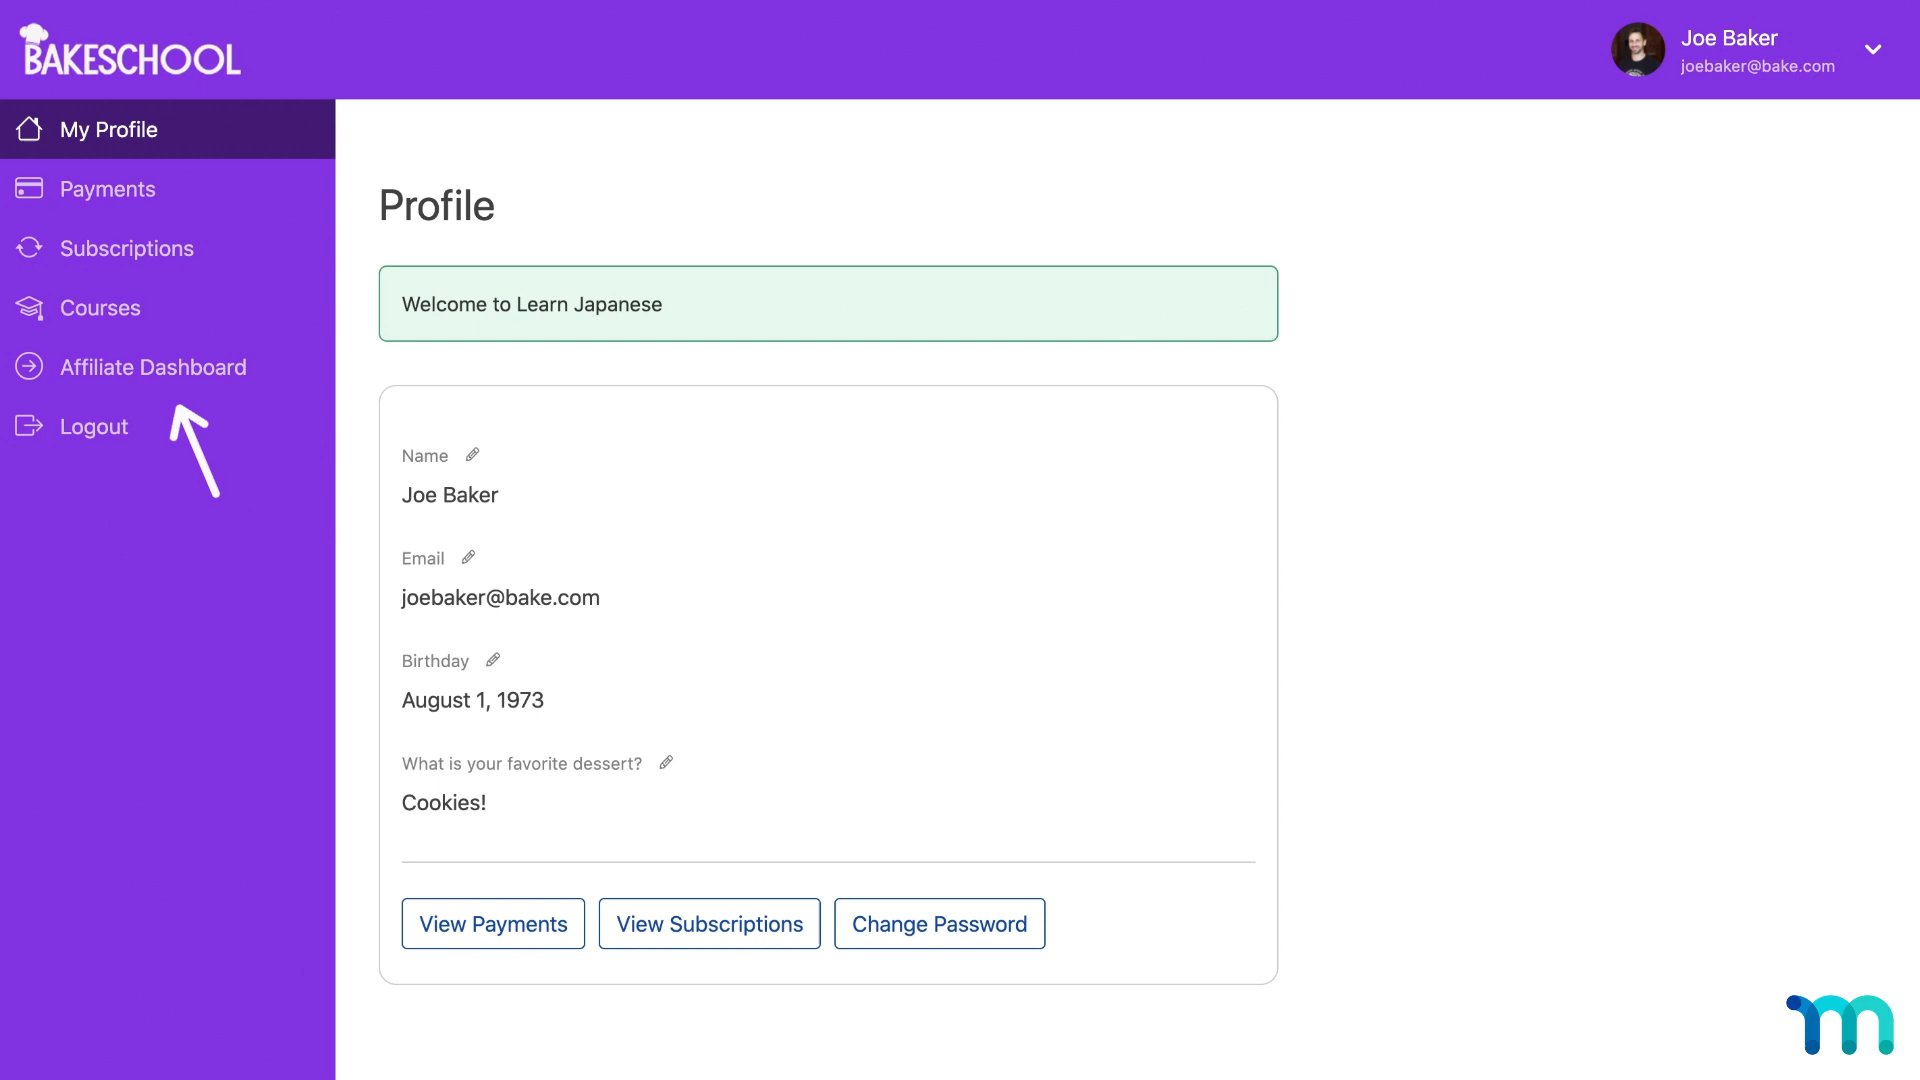 BAKESCHOOL
Joe Baker
joebaker@bake.com
My Profile
Payments
Subscriptions
Courses
Affiliate Dashboard
Logout
Profile
Welcome to Learn Japanese
Name
Joe Baker
Email
joebaker@bake.com
Birthday
August 1, 1973
What is your favorite dessert?
Cookies!
View Payments
View Subscriptions
Change Password
m